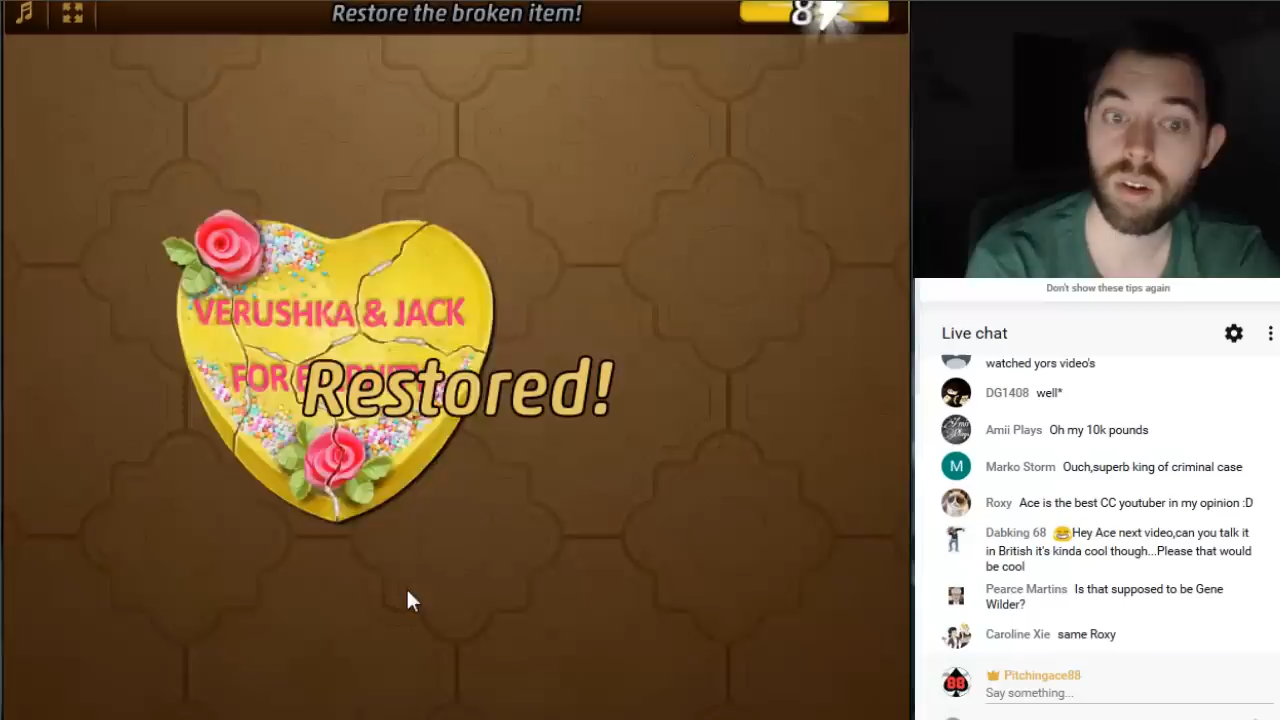 Restore the broken item!
8
VERUSHKA & JACK
FOR
Restored!
Don't show these tips again
Live chat
watched yors video's
DG1408 well*
Amii Plays Oh my 10k pounds
M
Marko Storm Ouch,superb king of criminal case
Roxy Ace is the best CC youtuber in my opinion :D
Dabking 68 😂Hey Ace next video,can you talk it
in British it's kinda cool though...Please that would
be cool
Pearce Martins Is that supposed to be Gene
Wilder?
Caroline Xie same Roxy
88
Pitchingace88
Say something...